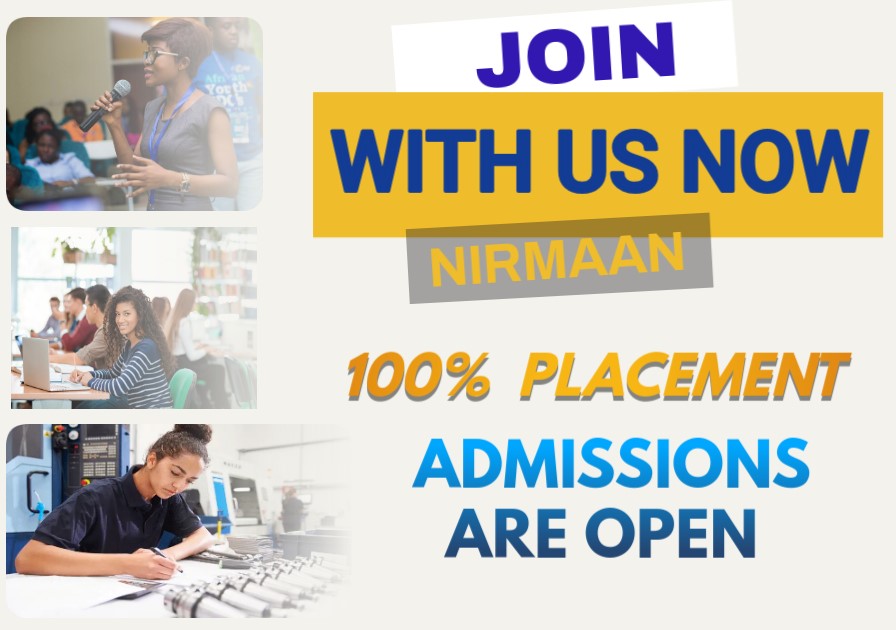 JOIN
WITH US NOW
NIRMAAN
100% PLACEMENT
ADMISSIONS
ARE OPEN